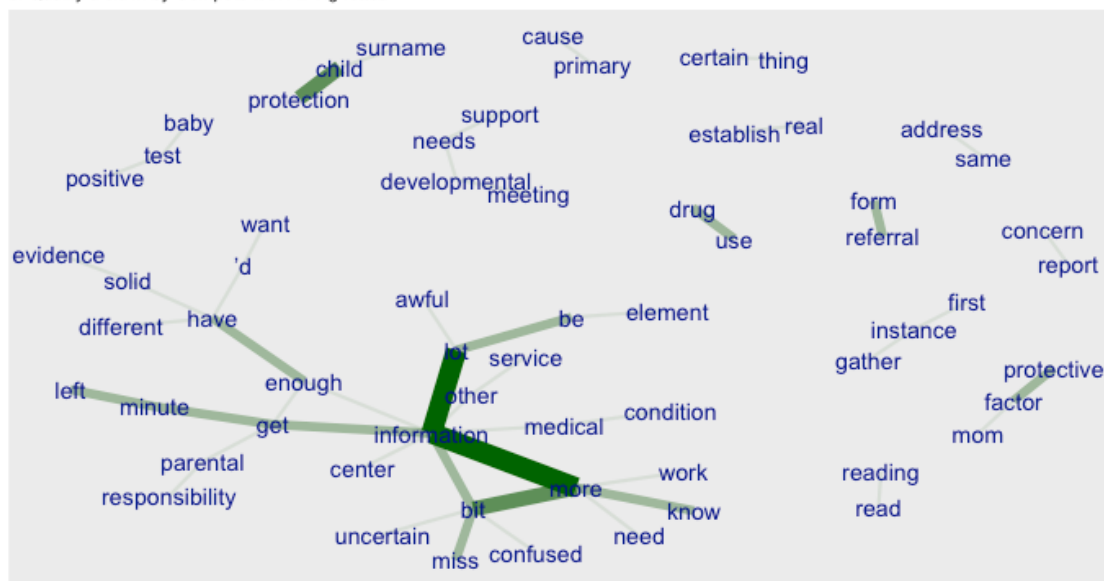 surname
cause
child
primary
certain thing
protection
baby
support
establish real
address
needs
test
same
positive
developmental
meeting
drug
form
want
use
referral
concern
evidence
'd
report
solid
awful
first
different
have
be
element
instance
lot
service
gather
left
enough
other
protective
minute
factor
get
information
medical
condition
mom
parental
center
work
reading
responsibility
more
bit
know
read
uncertain
need
miss
confused